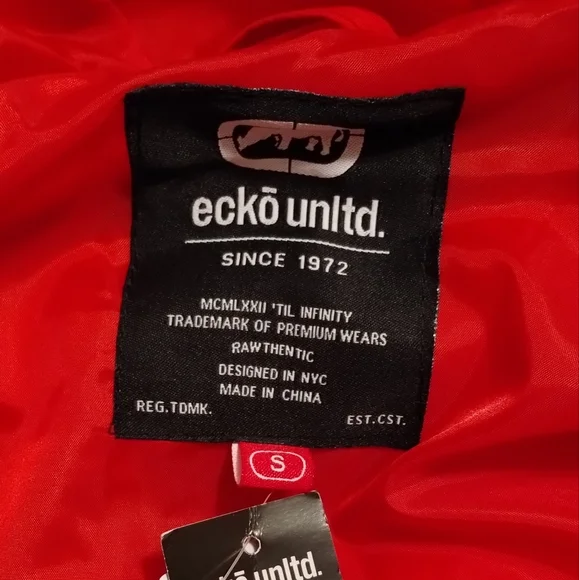 eckō unltd.
SINCE 1972
MCMLXXII 'TIL INFINITY
TRADEMARK OF PREMIUM WEARS
RAWTHENTIC
DESIGNED IN NYC
MADE IN CHINA
REG.TDMK.
EST.CST.
S
eckō unltd.